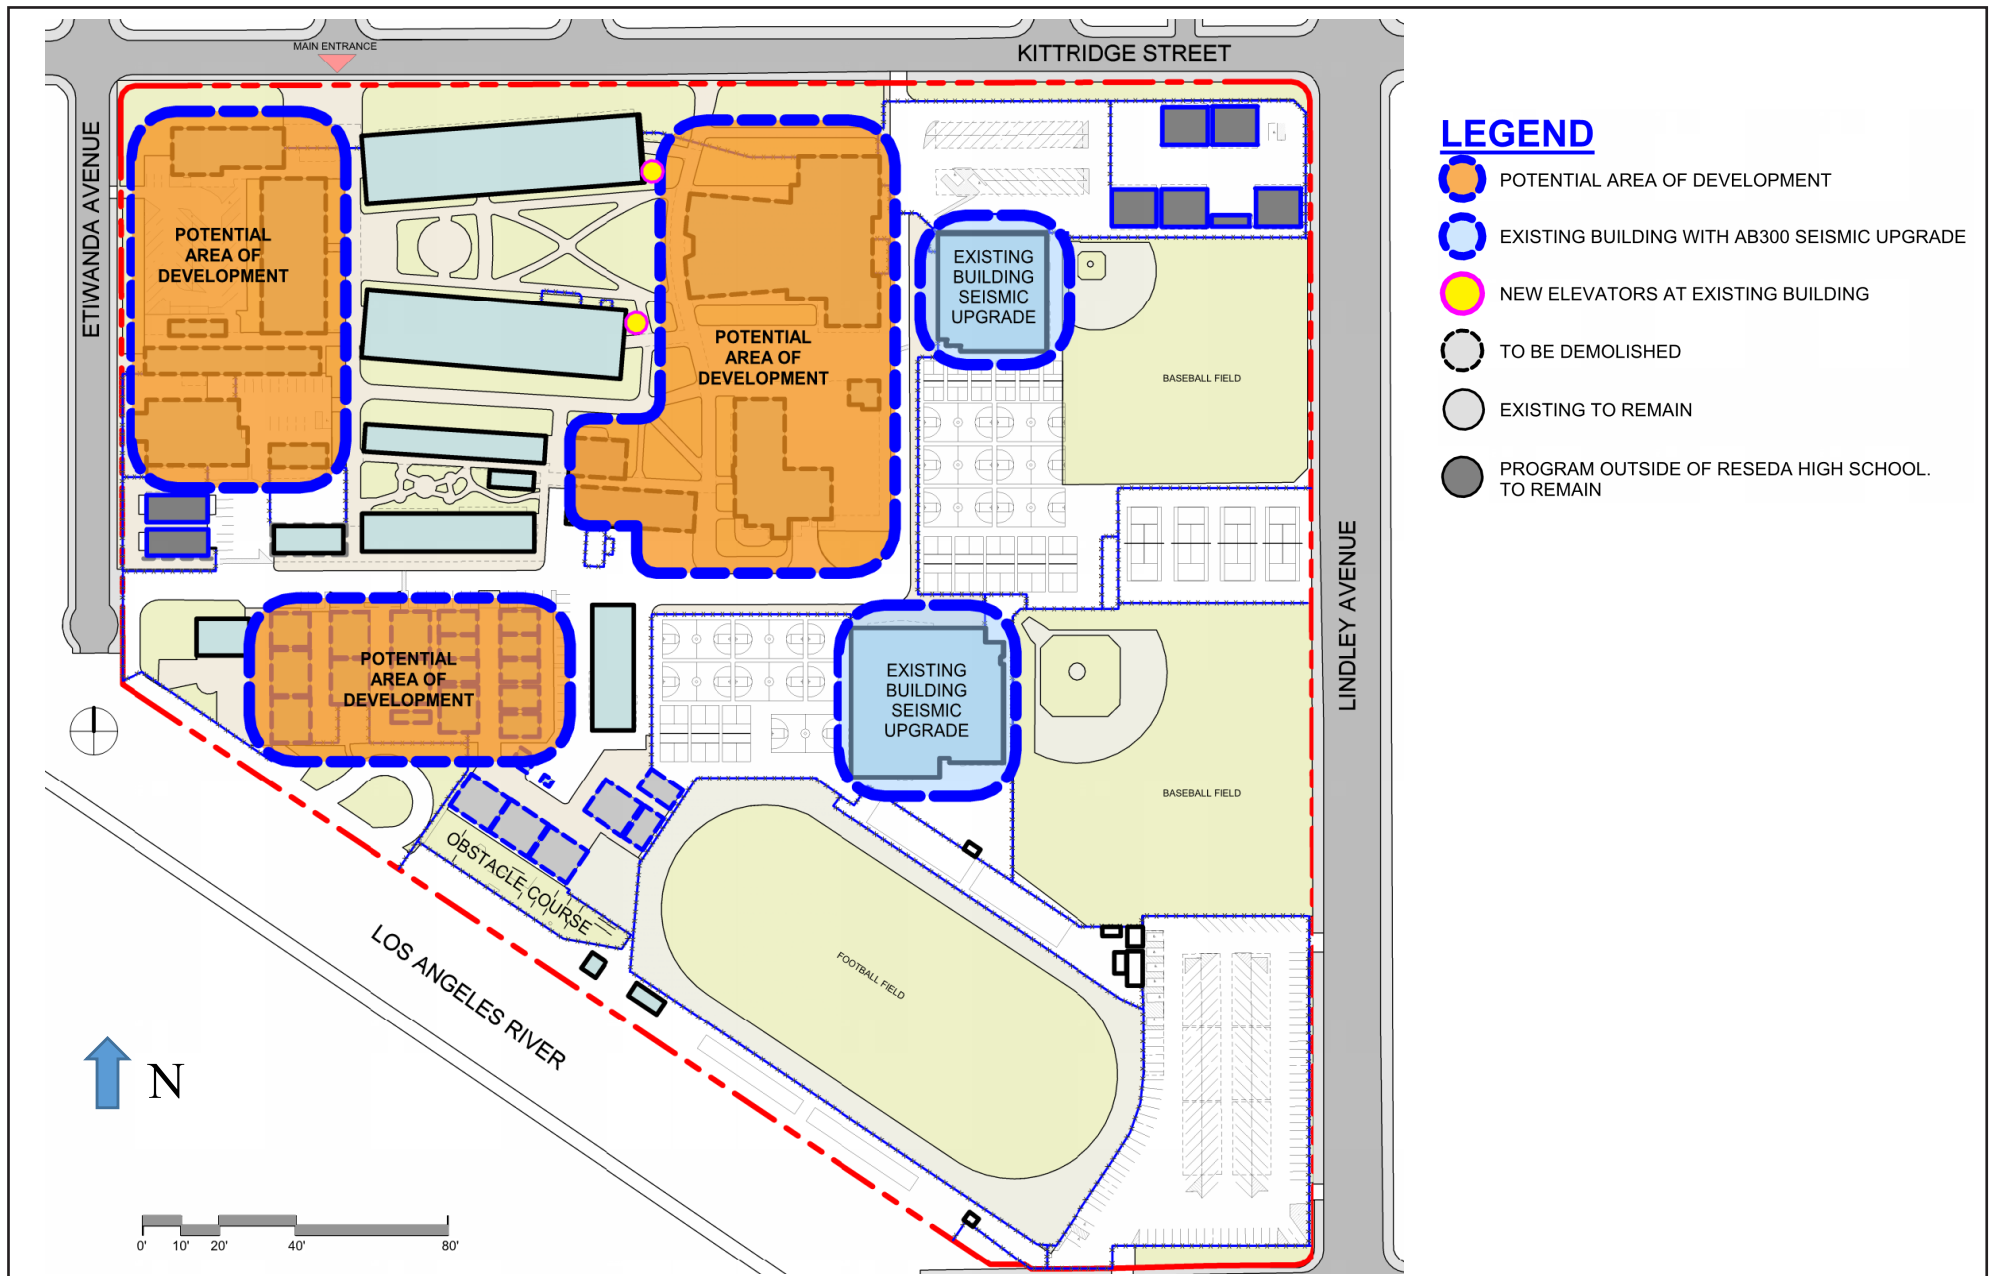 MAIN ENTRANCE
KITTRIDGE STREET
ETIWANDA AVENUE
POTENTIAL
AREA OF
DEVELOPMENT
POTENTIAL
AREA OF
DEVELOPMENT
EXISTING
BUILDING
SEISMIC
UPGRADE
BASEBALL FIELD
LINDLEY AVENUE
POTENTIAL
AREA OF
DEVELOPMENT
EXISTING
BUILDING
SEISMIC
UPGRADE
BASEBALL FIELD
OBSTACLE COURSE
FOOTBALL FIELD
LOS ANGELES RIVER
N
0' 10' 20' 40' 80'
LEGEND
POTENTIAL AREA OF DEVELOPMENT
EXISTING BUILDING WITH AB300 SEISMIC UPGRADE
NEW ELEVATORS AT EXISTING BUILDING
TO BE DEMOLISHED
EXISTING TO REMAIN
PROGRAM OUTSIDE OF RESEDA HIGH SCHOOL.
TO REMAIN